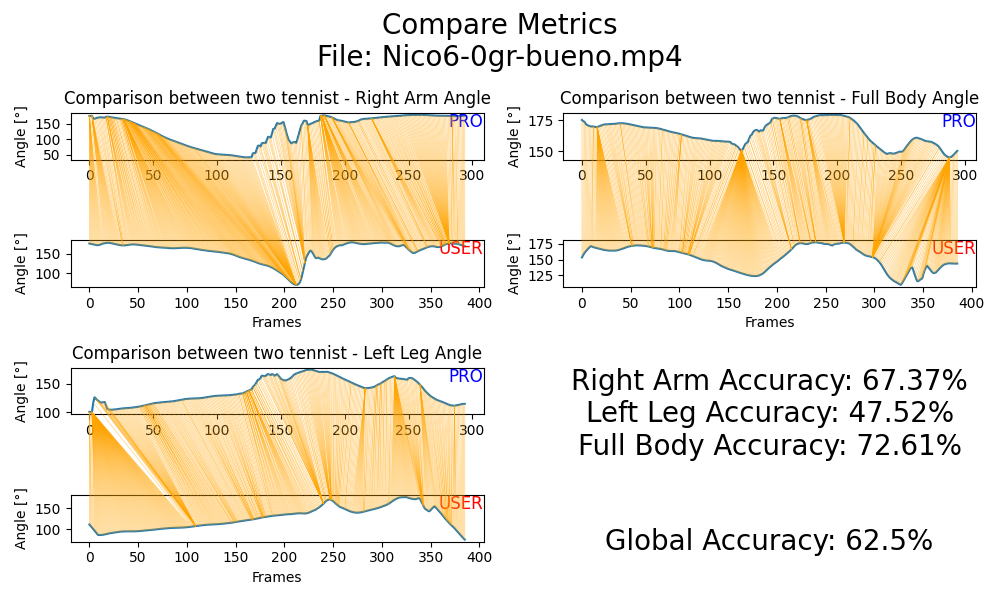 Compare Metrics
File: Nico6-0gr-bueno.mp4
Comparison between two tennist - Right Arm Angle
Angle [°]
150
100
50
PRO
0 50 100 150 200 250 300
Angle [°]
150
100
USER
0 50 100 150 200 250 300 350 400
Frames
Comparison between two tennist - Full Body Angle
Angle [°]
175
150
PRO
0 50 100 150 200 250 300
Angle [°]
175
150
125
USER
0 50 100 150 200 250 300 350 400
Frames
Comparison between two tennist - Left Leg Angle
Angle [°]
150
100
PRO
0 50 100 150 200 250 300
Angle [°]
150
100
USER
0 50 100 150 200 250 300 350 400
Frames
Right Arm Accuracy: 67.37%
Left Leg Accuracy: 47.52%
Full Body Accuracy: 72.61%
Global Accuracy: 62.5%